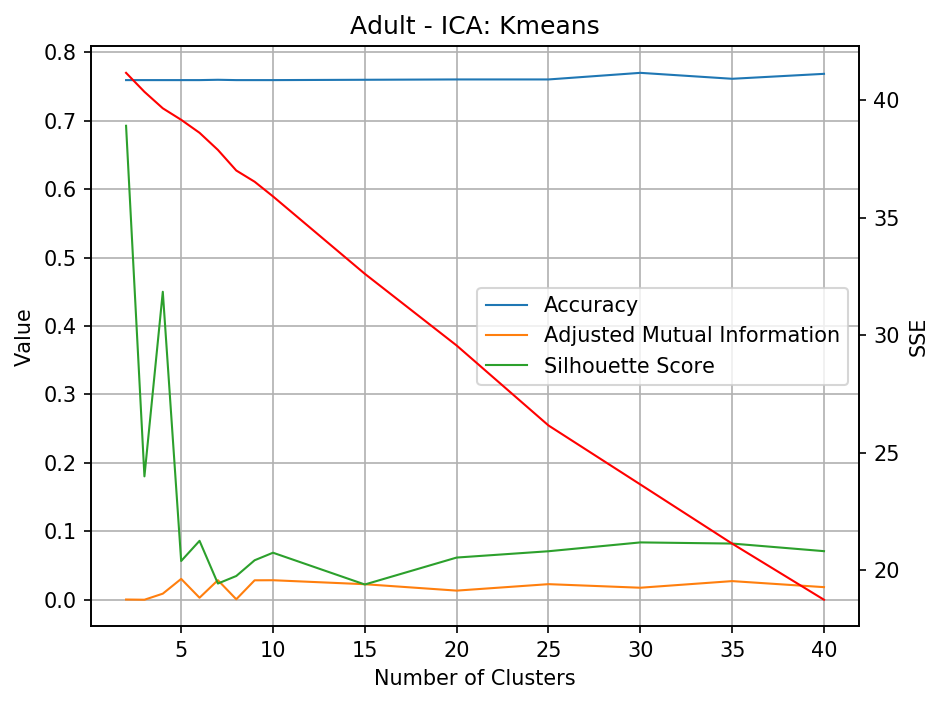 Adult - ICA: Kmeans
0.8
0.7
0.6
0.5
0.4
0.3
0.2
0.1
0.0
Value
40
35
30
25
20
SSE
Accuracy
Adjusted Mutual Information
Silhouette Score
5 10 15 20 25 30 35 40
Number of Clusters